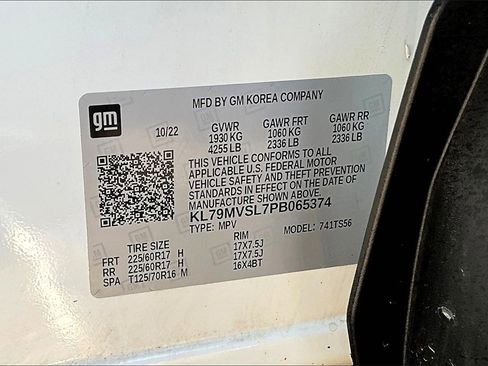 MFD BY GM KOREA COMPANY
gm
10/22 GVWR GAWR FRT GAWR RR
1930 KG 1060 KG 1060 KG
4255 LB 2336 LB 2336 LB
THIS VEHICLE CONFORMS TO ALL
APPLICABLE U.S. FEDERAL MOTOR
VEHICLE SAFETY AND THEFT PREVENTION
STANDARDS IN EFFECT ON THE DATE OF
MANUFACTURE SHOWN ABOVE.
KL79MVSL7PB065374
TYPE: MPV MODEL: 741TS56
TIRE SIZE RIM
FRT 225/60R17 H 17X7.5J
RR 225/60R17 H 17X7.5J
SPA T125/70R16 M 16X4BT